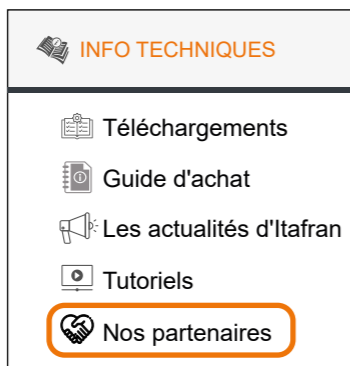 INFO TECHNIQUES
Téléchargements
Guide d'achat
Les actualités d'Itafran
Tutoriels
Nos partenaires